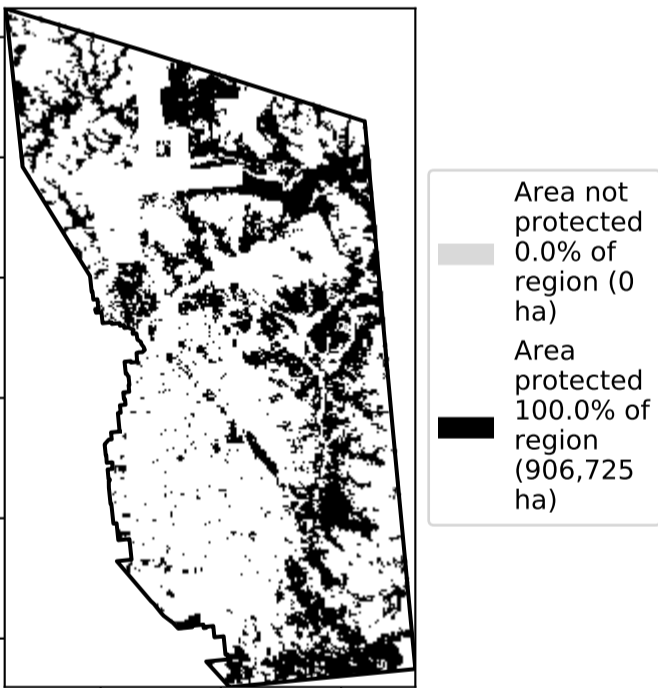 Area not
protected
0.0% of
region (0
ha)
Area
protected
100.0% of
region
(906,725
ha)